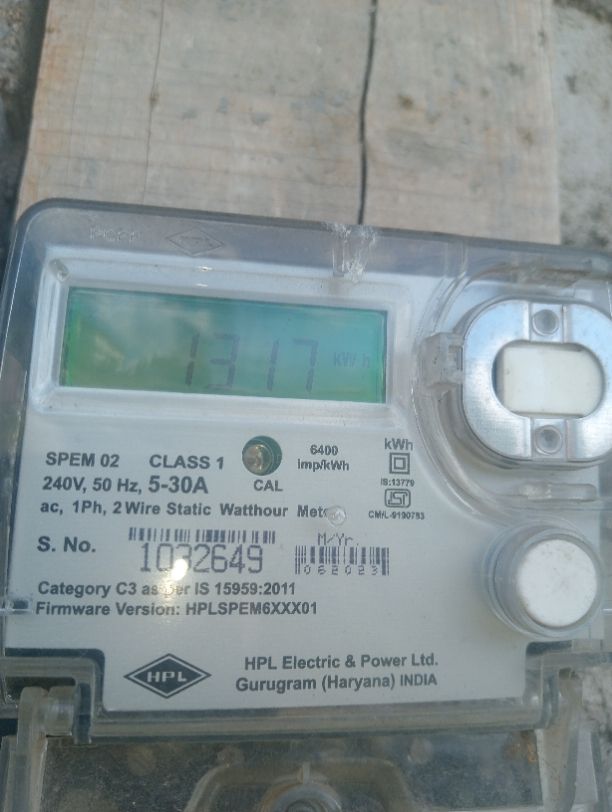 1317 kWh
SPEM 02 CLASS 1
6400
imp/kWh
kWh
IS:13779
240V, 50 Hz, 5-30A
CAL
CM/L-9190783
ac, 1Ph, 2 Wire Static Watthour
M/Yr.
S. No. 1032649
062023
Category C3 as per IS 15959:2011
Firmware Version: HPLSPEM6XXX01
HPL
HPL Electric & Power Ltd.
Gurugram (Haryana) INDIA